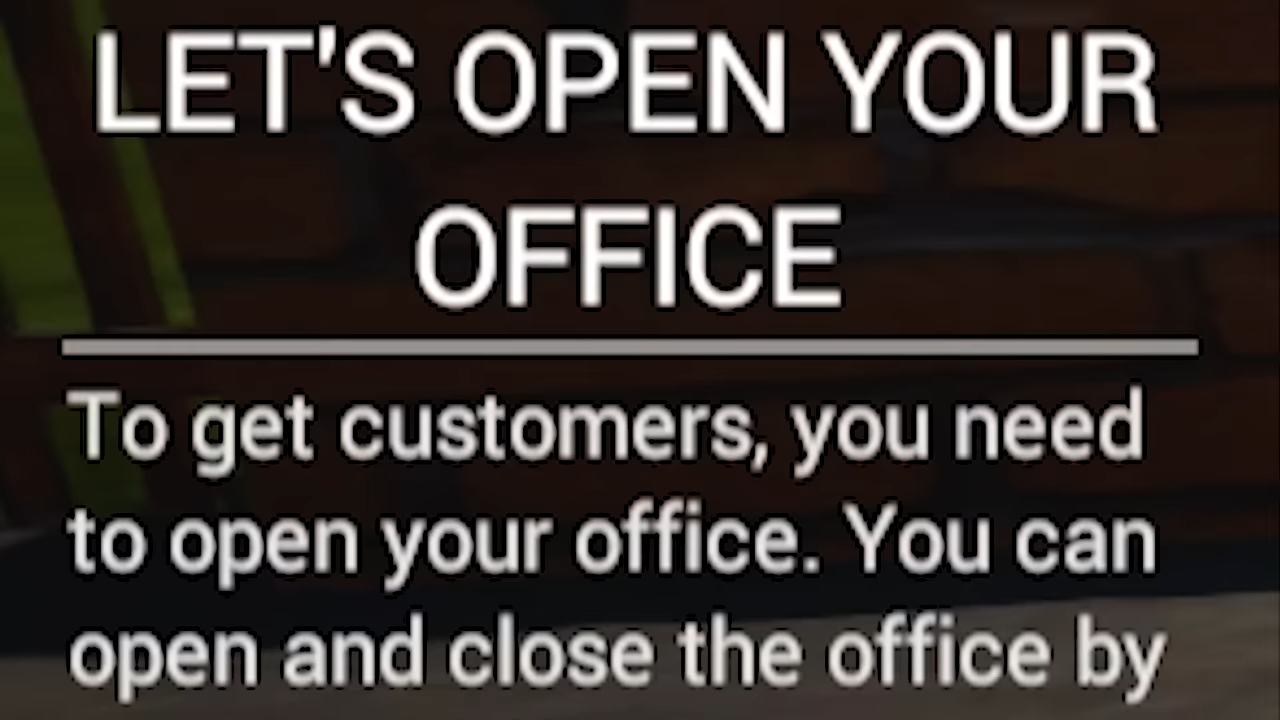 LET'S OPEN YOUR
OFFICE
To get customers, you need
to open your office. You can
open and close the office by